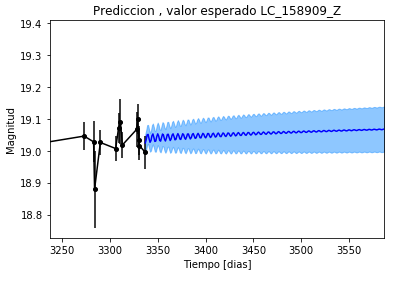 Prediccion , valor esperado LC_158909_Z
Magnitud
19.4
19.3
19.2
19.1
19.0
18.9
18.8
3250 3300 3350 3400 3450 3500 3550
Tiempo [dias]